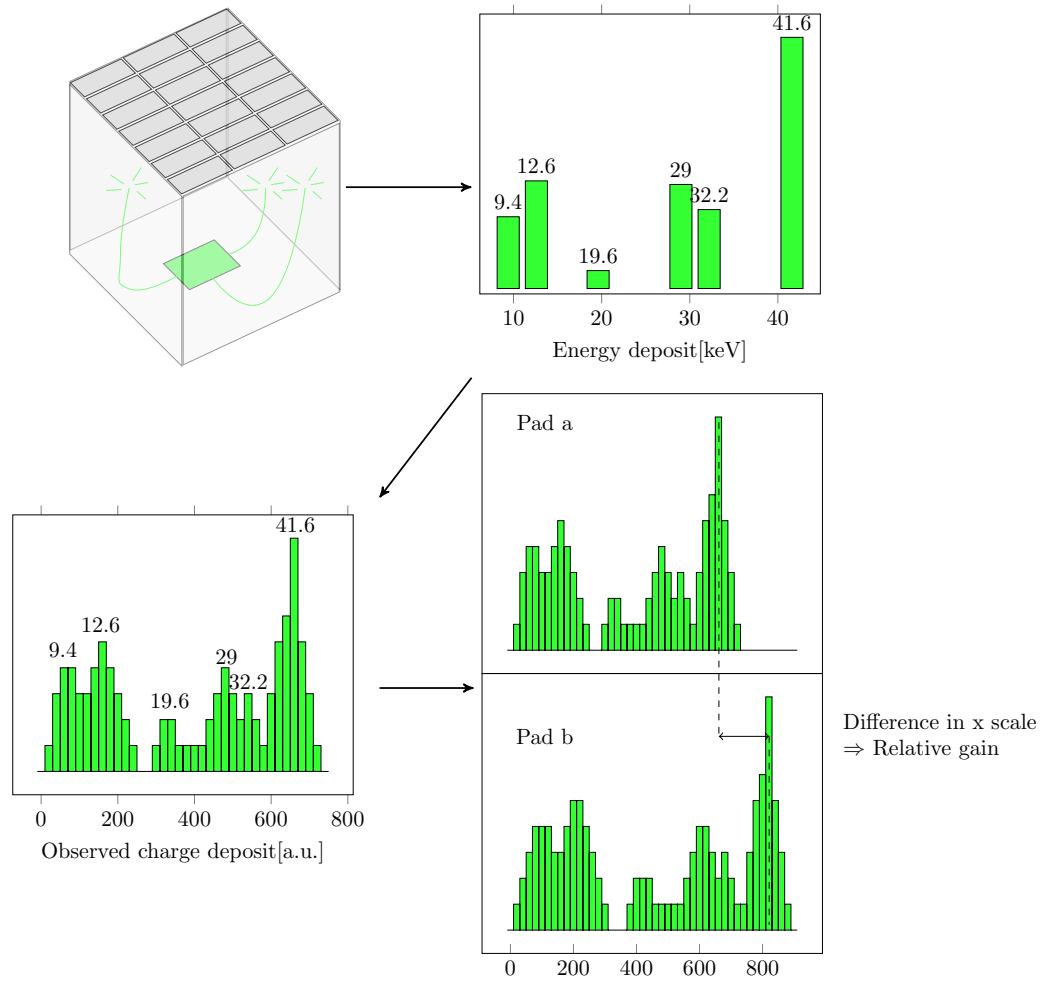 41.6
12.6
29
32.2
9.4
19.6
10 20 30 40
Energy deposit[keV]
Pad a
41.6
12.6
9.4
29
32.2
19.6
0 200 400 600 800
Observed charge deposit[a.u.]
Pad b
Difference in x scale
⇒ Relative gain
0 200 400 600 800